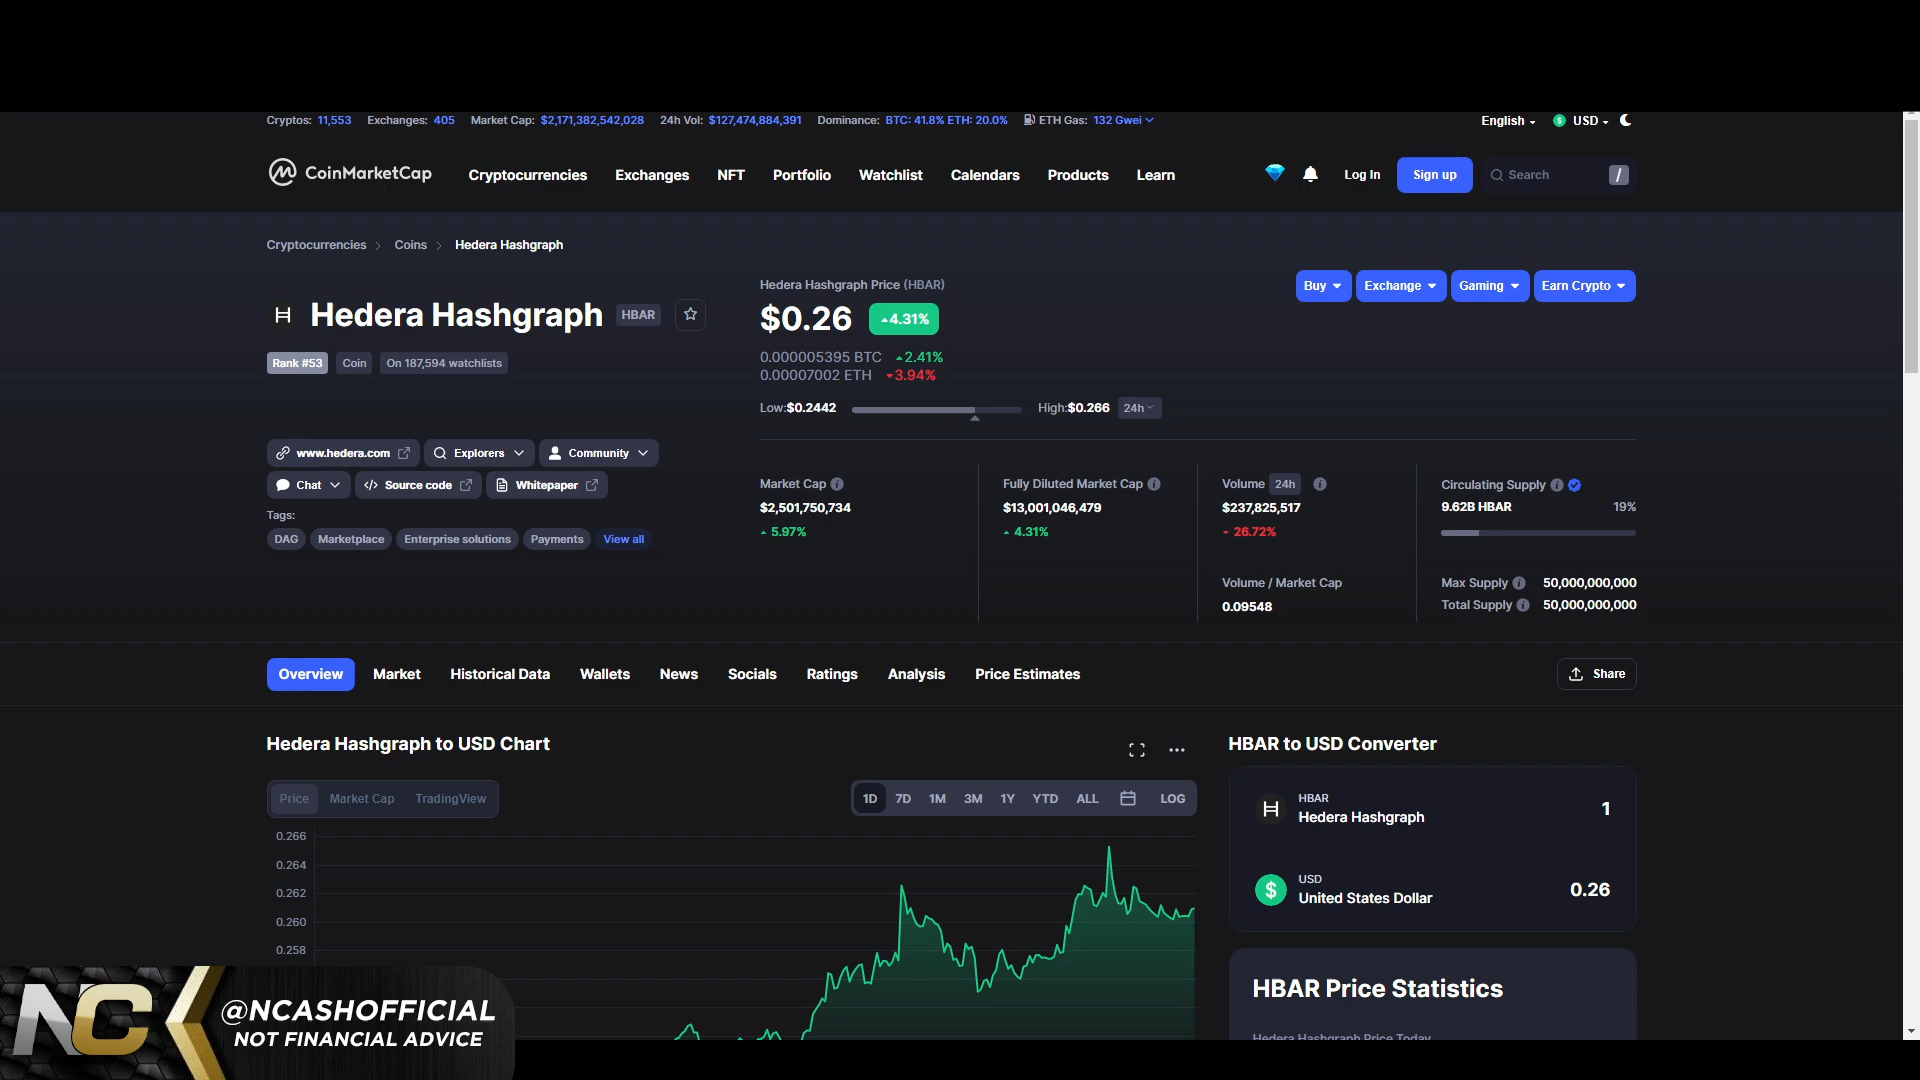 Cryptos: 11,553 Exchanges: 405 Market Cap: $2,171,382,542,028 24h Vol: $127,474,884,391 Dominance: BTC: 41.8% ETH: 20.0% ETH Gas: 132 Gwei English USD
CoinMarketCap Cryptocurrencies Exchanges NFT Portfolio Watchlist Calendars Products Learn Log In Sign up Search /
Cryptocurrencies Coins Hedera Hashgraph
Hedera Hashgraph HBAR
Rank #53 Coin On 187,594 watchlists
www.hedera.com Explorers Community
Chat Source code Whitepaper
Tags:
DAG Marketplace Enterprise solutions Payments View all
Hedera Hashgraph Price (HBAR)
$0.26 4.31%
0.000005395 BTC 2.41%
0.00007002 ETH 3.94%
Low:$0.2442 High:$0.266 24h
Buy Exchange Gaming Earn Crypto
Market Cap
$2,501,750,734
5.97%
Fully Diluted Market Cap
$13,001,046,479
4.31%
Volume 24h
$237,825,517
26.72%
Volume / Market Cap
0.09548
Circulating Supply
9.62B HBAR 19%
Max Supply 50,000,000,000
Total Supply 50,000,000,000
Overview Market Historical Data Wallets News Socials Ratings Analysis Price Estimates Share
Hedera Hashgraph to USD Chart
Price Market Cap TradingView 1D 7D 1M 3M 1Y YTD ALL LOG
0.266
0.264
0.262
0.260
0.258
HBAR to USD Converter
HBAR
Hedera Hashgraph 1
USD
United States Dollar 0.26
HBAR Price Statistics
Hedera Hashgraph Price Today
NC
@NCASHOFFICIAL
NOT FINANCIAL ADVICE